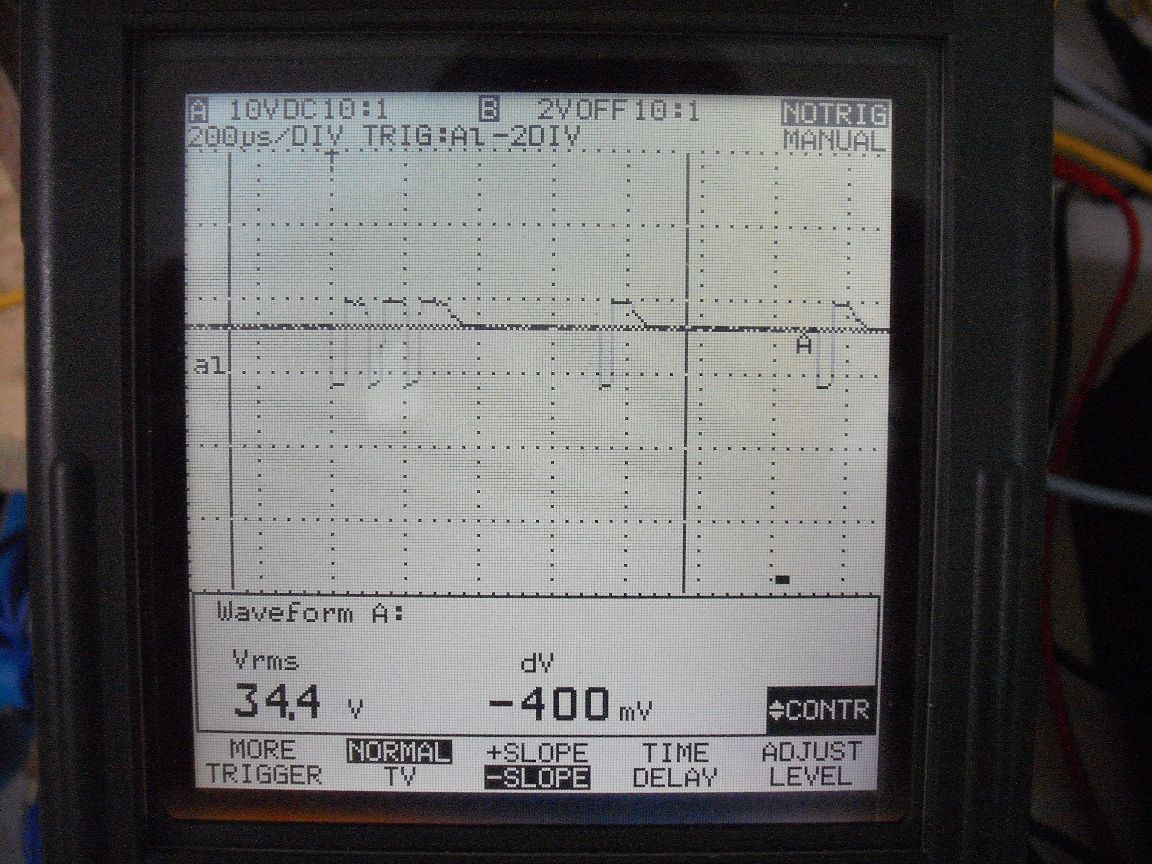 A 10VDC10:1 B 2VOFF10:1 NOTRIG
200µs/DIV TRIG:A1-2DIV MANUAL
A
a1
Waveform A:
Vrms dV
34.4 V -400 mV
CONTR
MORE TRIGGER
NORMAL TV
+SLOPE -SLOPE
TIME DELAY
ADJUST LEVEL